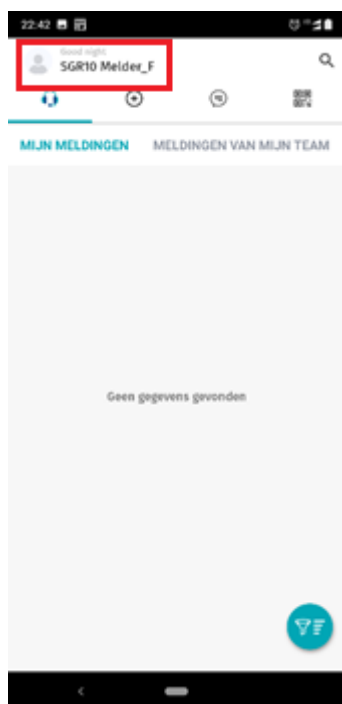 22:42
Good night
SGR10 Melder_F
MIJN MELDINGEN MELDINGEN VAN MIJN TEAM
Geen gegevens gevonden